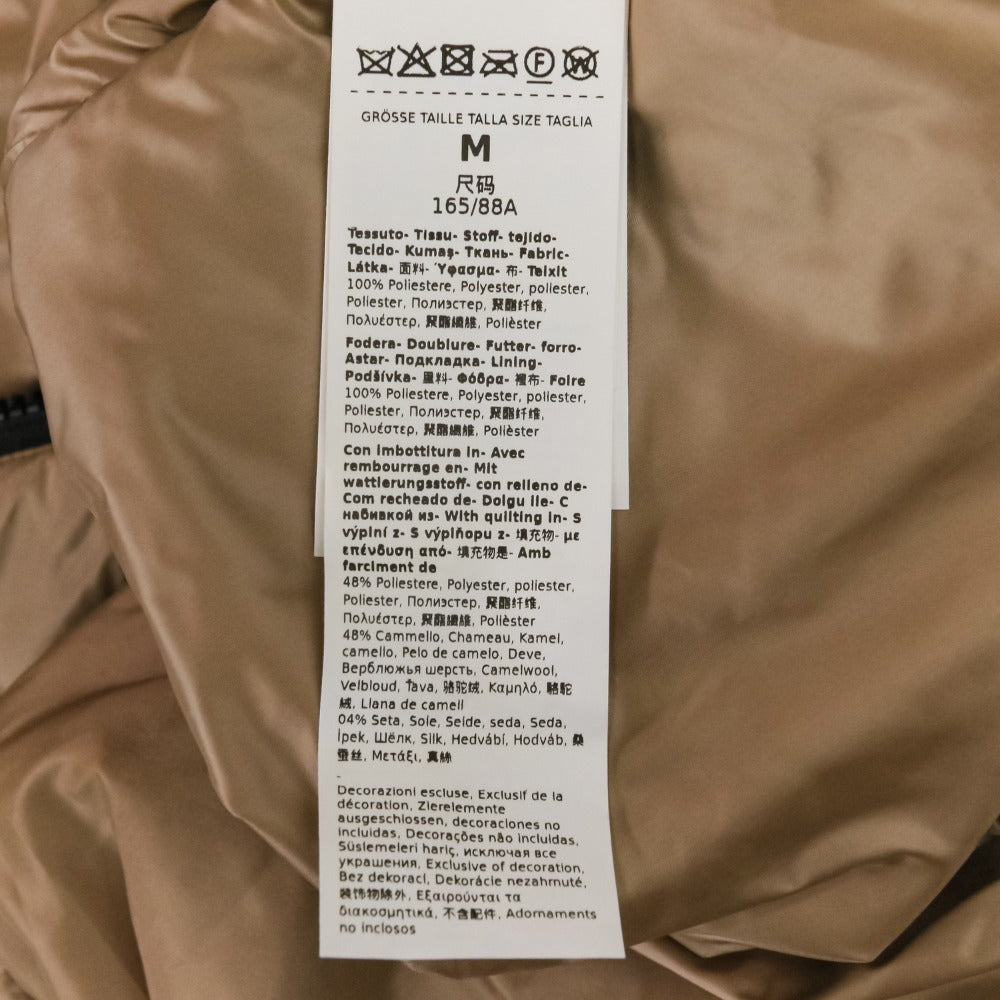 F W
GRÖSSE TAILLE TALLA SIZE TAGLIA
M
尺码
165/88A
Tessuto- Tissu- Stoff- tejido-
Tecido- Kumaş- Ткань- Fabric-
Látka- 面料- Ύφασμα- 布- Teixit
100% Poliestere, Polyester, poliester,
Poliester, Полиэстер, 聚酯纤维,
Πολυέστερ, 聚酯纖維, Polièster
Fodera- Doublure- Futter- forro-
Astar- Подкладка- Lining-
Podšívka- 里料- Φόδρα- 裡布- Folre
100% Poliestere, Polyester, poliester,
Poliester, Полиэстер, 聚酯纤维,
Πολυέστερ, 聚酯纖維, Polièster
Con imbottitura in- Avec
rembourrage en- Mit
wattierungsstoff- con relleno de-
Com recheado de- Dolgu ile- С
набивкой из- With quilting in- S
výplní z- S výplňopu z- 填充物- με
επένδυση από- 填充物是- Amb
farciment de
48% Poliestere, Polyester, poliester,
Poliester, Полиэстер, 聚酯纤维,
Πολυέστερ, 聚酯纖維, Polièster
48% Cammello, Chameau, Kamel,
camello, Pelo de camelo, Deve,
Верблюжья шерсть, Camelwool,
Velbloud, Ťava, 骆驼绒, Καμηλό, 駱駝
絨, Llana de camell
04% Seta, Soie, Seide, seda, Seda,
İpek, Шёлк, Silk, Hedvábí, Hodváb, 桑
蚕丝, Μετάξι, 真絲
-
Decorazioni escluse, Exclusif de la
décoration, Zierelemente
ausgeschlossen, decoraciones no
incluidas, Decorações não incluidas,
Süslemeleri hariç, исключая все
украшения, Exclusive of decoration,
Bez dekorací, Dekorácie nezahrnuté,
装饰物除外, Εξαιρούνται τα
διακοσμητικά, 不含配件, Adornaments
no inclosos